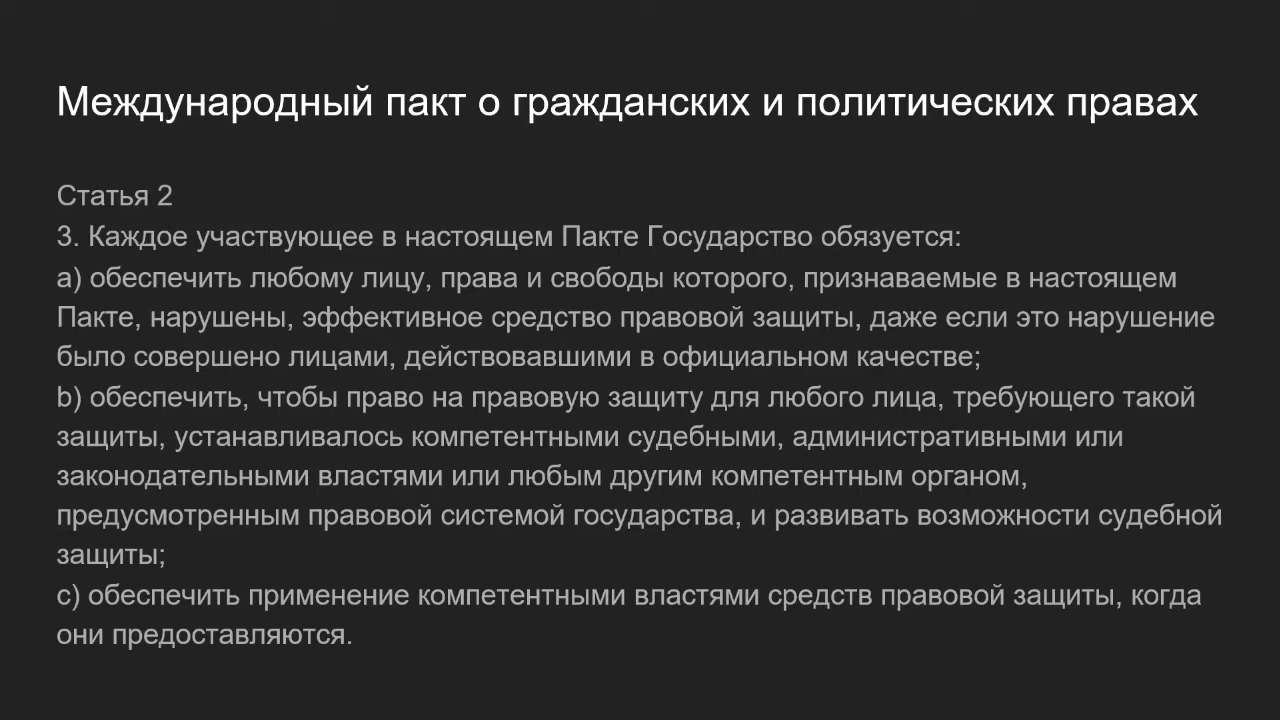 Международный пакт о гражданских и политических правах
Статья 2
3. Каждое участвующее в настоящем Пакте Государство обязуется:
a) обеспечить любому лицу, права и свободы которого, признаваемые в настоящем
Пакте, нарушены, эффективное средство правовой защиты, даже если это нарушение
было совершено лицами, действовавшими в официальном качестве;
b) обеспечить, чтобы право на правовую защиту для любого лица, требующего такой
защиты, устанавливалось компетентными судебными, административными или
законодательными властями или любым другим компетентным органом,
предусмотренным правовой системой государства, и развивать возможности судебной
защиты;
c) обеспечить применение компетентными властями средств правовой защиты, когда
они предоставляются.